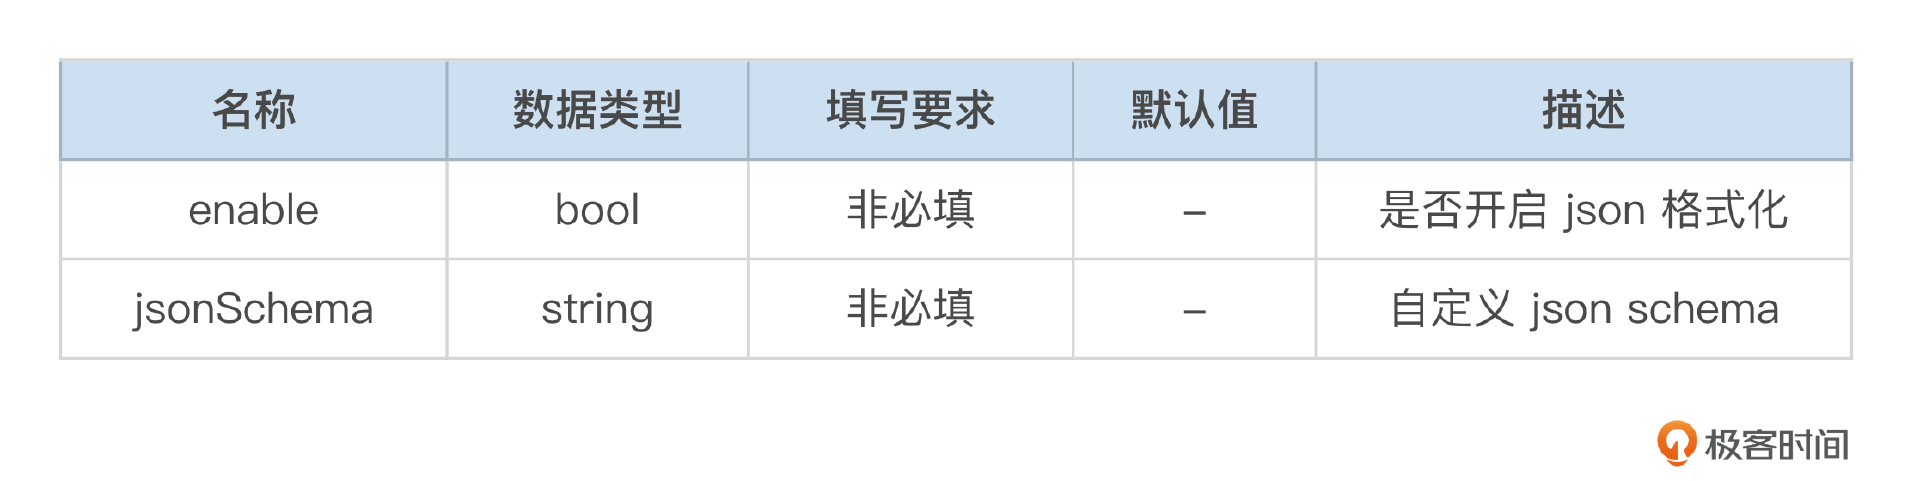 名称 数据类型 填写要求 默认值 描述
enable bool 非必填 – 是否开启 json 格式化
jsonSchema string 非必填 – 自定义 json schema
极客时间